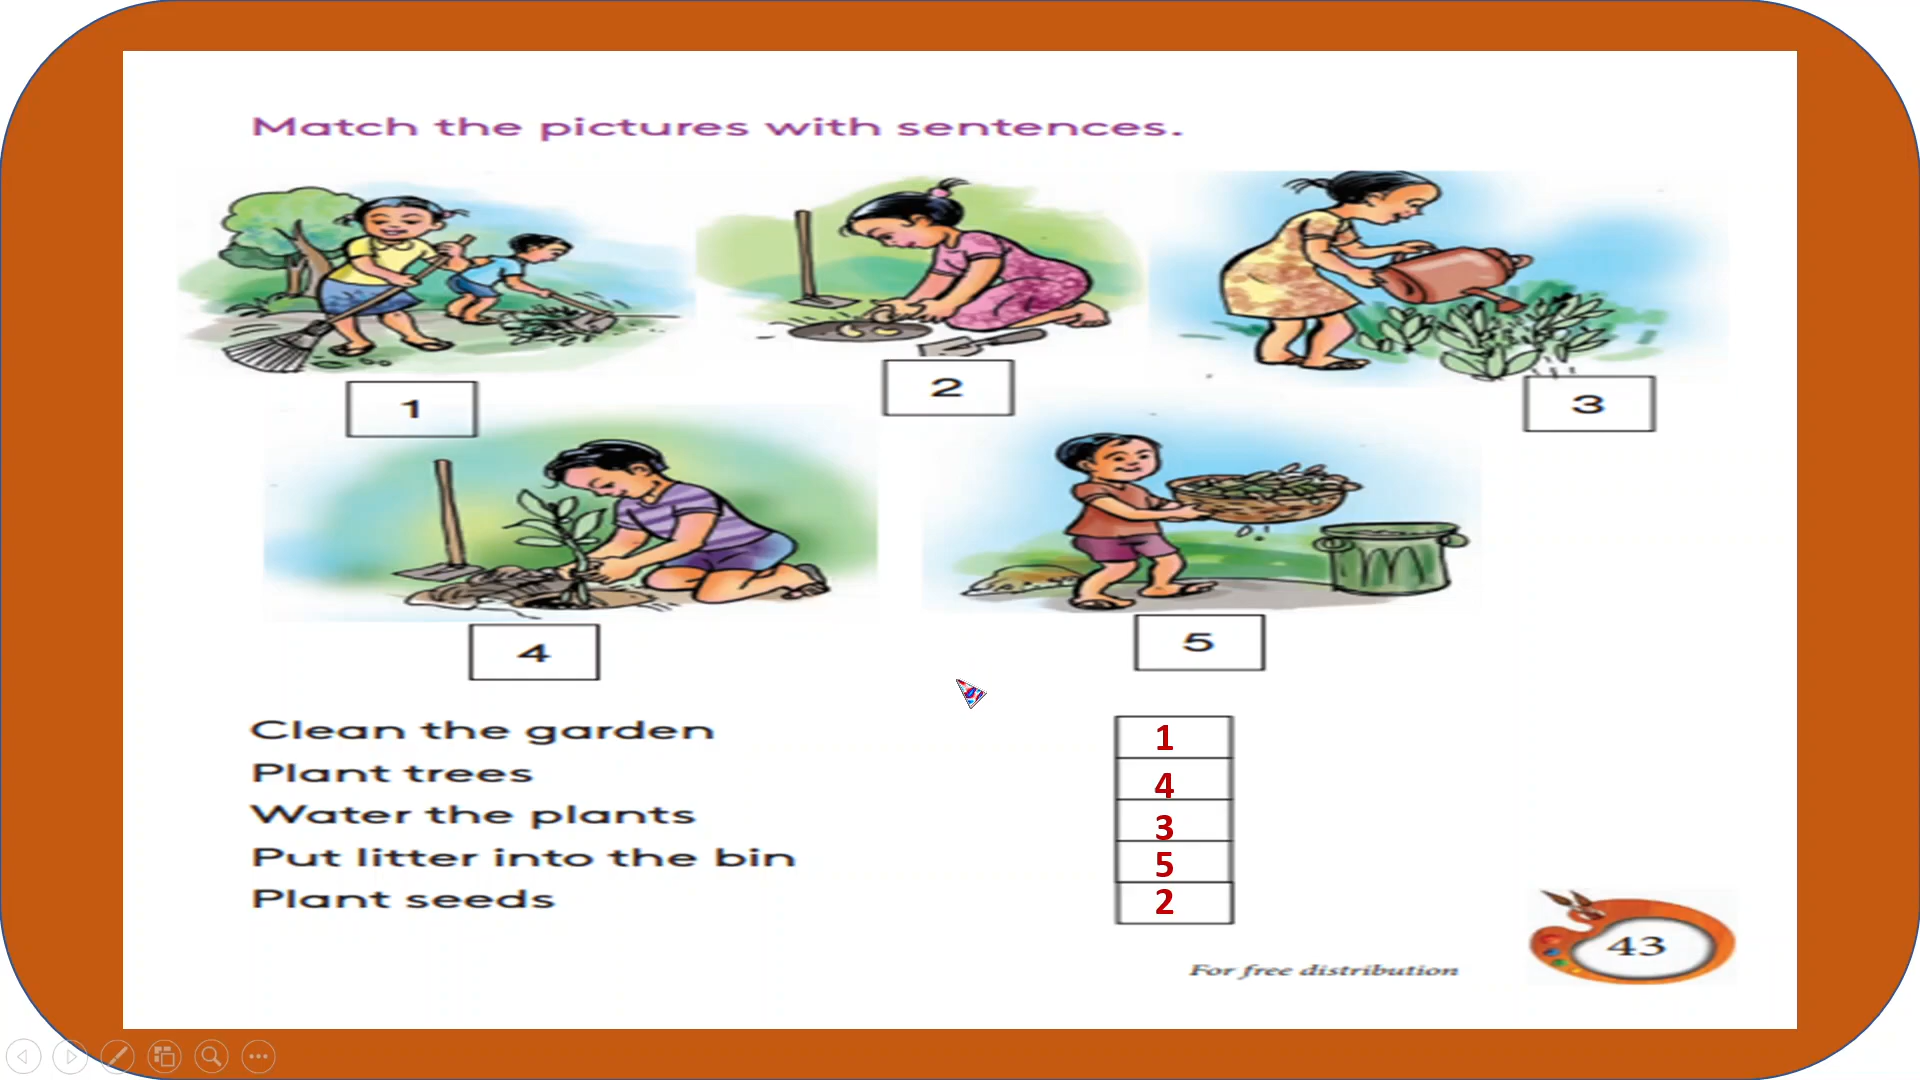 Match the pictures with sentences.
1
2
3
4
5
Clean the garden 1
Plant trees 4
Water the plants 3
Put litter into the bin 5
Plant seeds 2
For free distribution
43